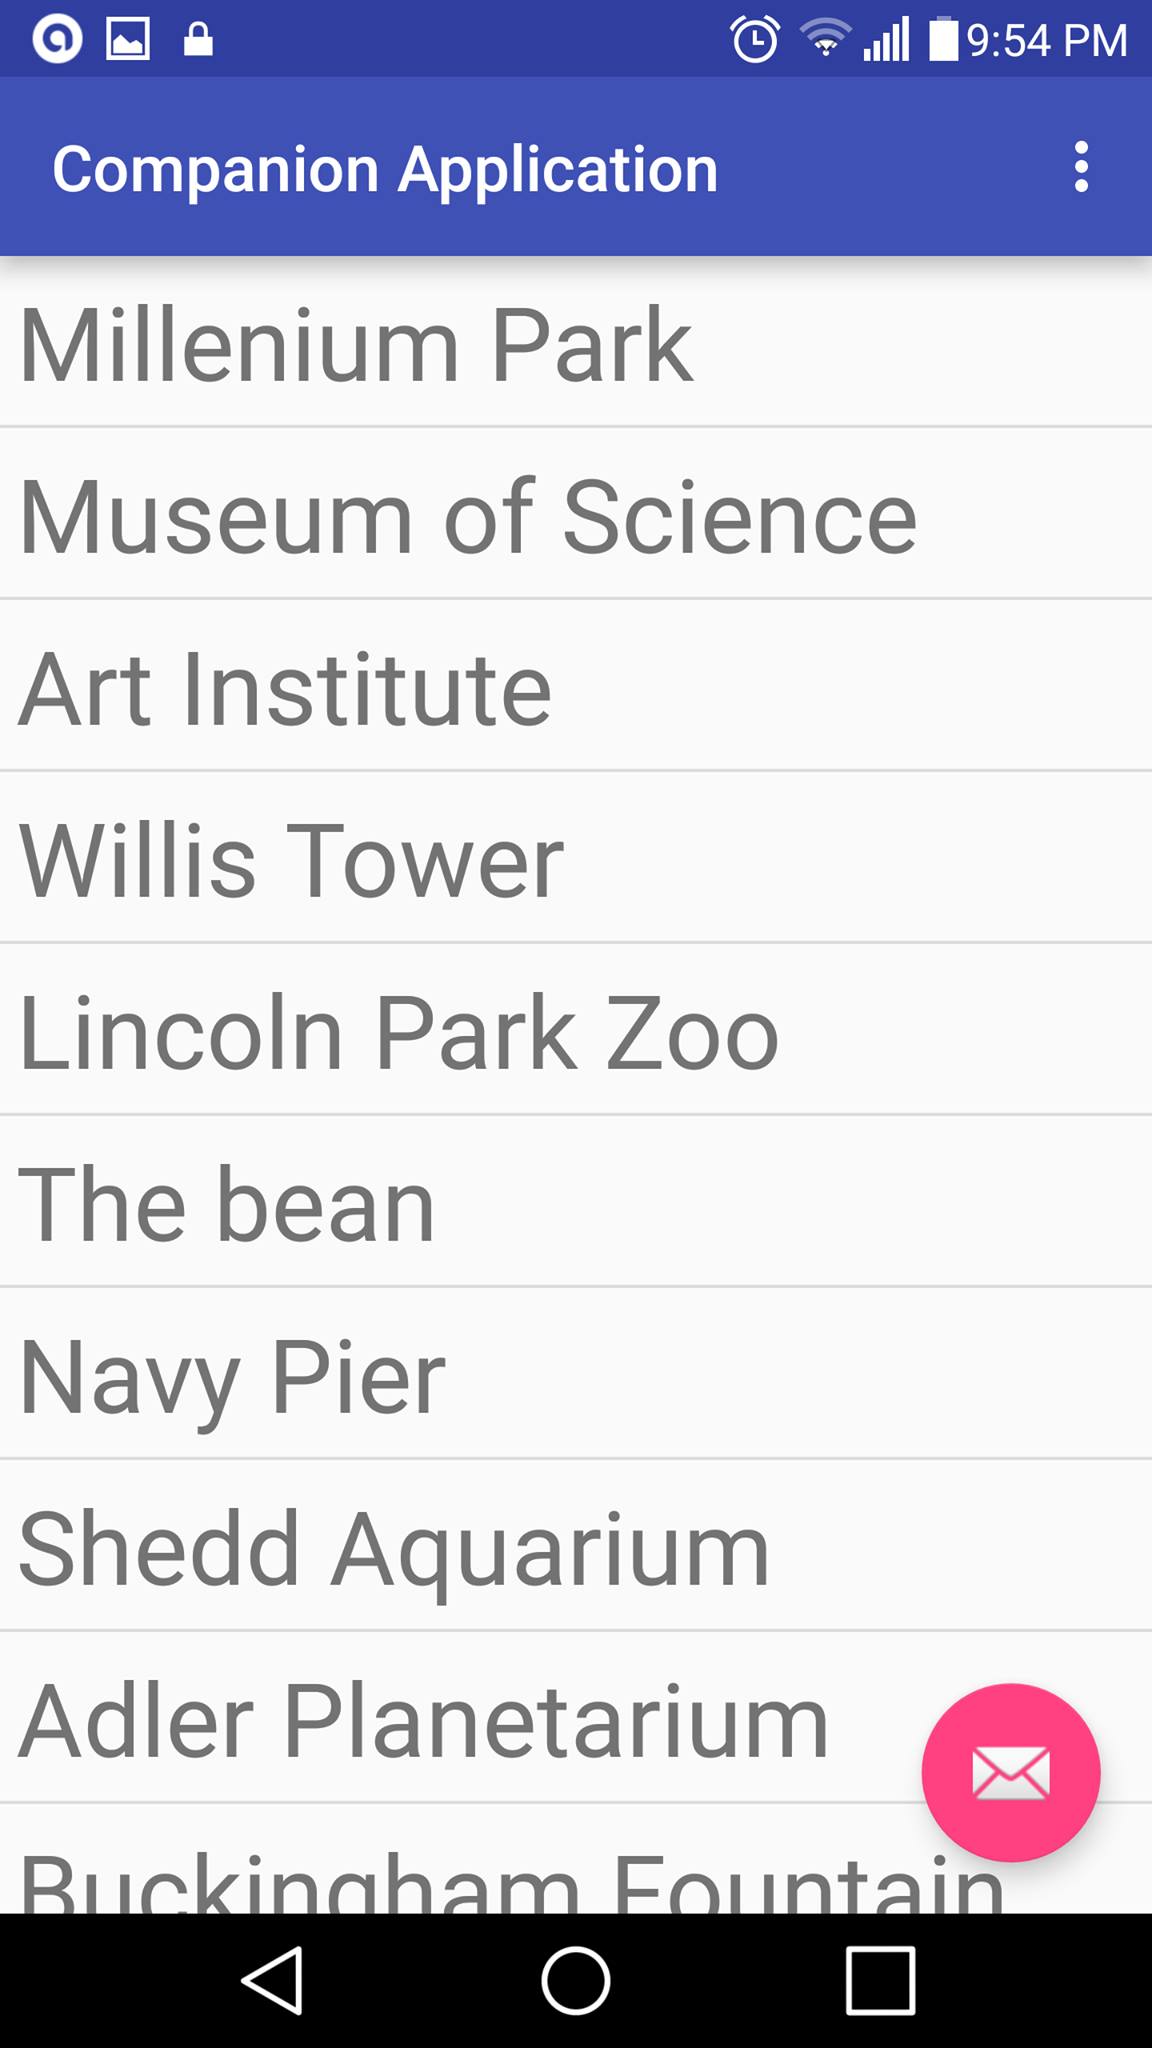 9:54 PM
Companion Application
Millenium Park
Museum of Science
Art Institute
Willis Tower
Lincoln Park Zoo
The bean
Navy Pier
Shedd Aquarium
Adler Planetarium
Buckingham Fountain